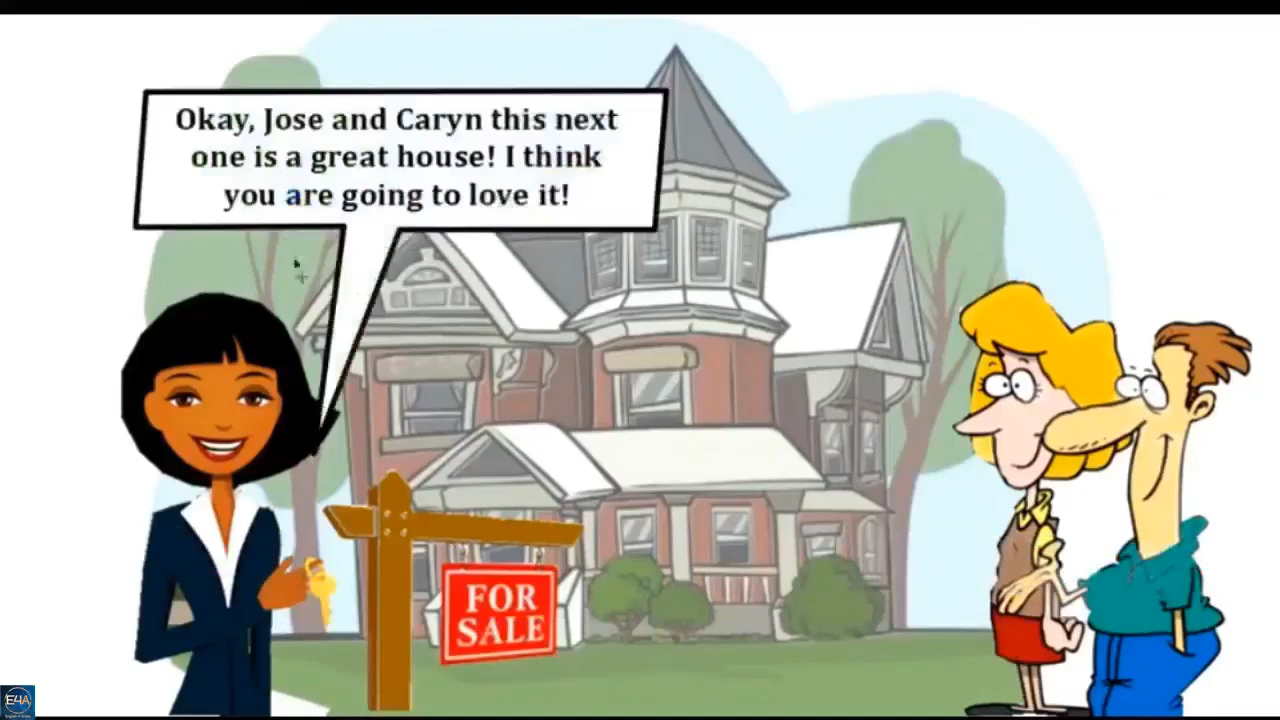 Okay, Jose and Caryn this next
one is a great house! I think
you are going to love it!
FOR
SALE
E4A